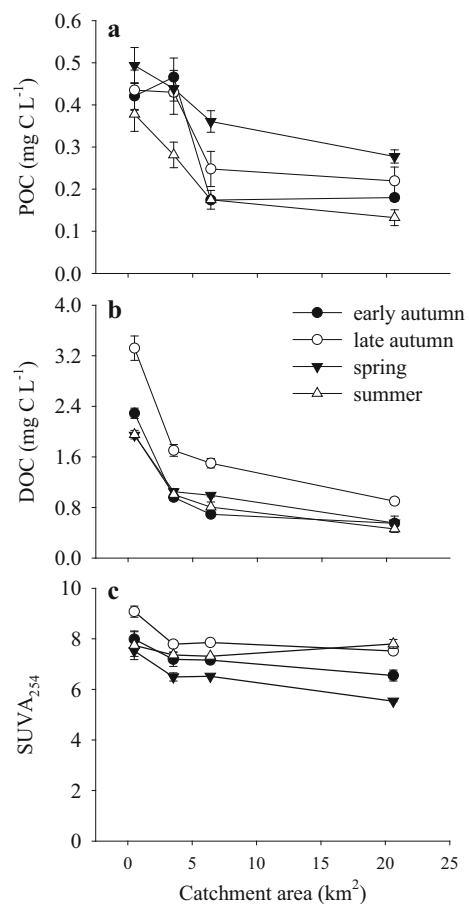 a
0.6
0.5
0.4
0.3
0.2
0.1
0.0
POC (mg C L⁻¹)
b
4.0
3.2
2.4
1.6
0.8
0.0
DOC (mg C L⁻¹)
early autumn
late autumn
spring
summer
c
10
8
6
4
2
0
SUVA₂₅₄
0 5 10 15 20 25
Catchment area (km²)